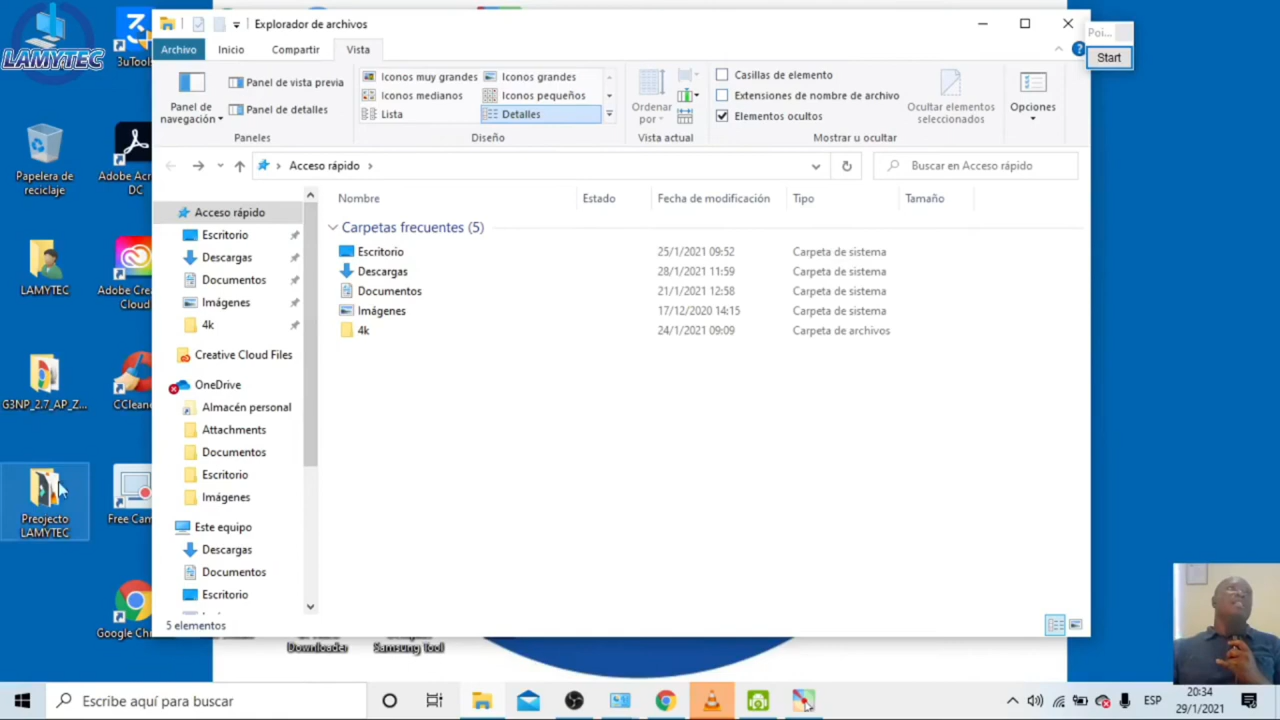 LAMYTEC
Explorador de archivos
Poi...
Start
Archivo
Inicio
Compartir
Vista
Panel de navegación
Panel de vista previa
Panel de detalles
Paneles
Iconos muy grandes
Iconos grandes
Iconos medianos
Iconos pequeños
Lista
Detalles
Diseño
Ordenar por
Vista actual
Casillas de elemento
Extensiones de nombre de archivo
Elementos ocultos
Ocultar elementos seleccionados
Mostrar u ocultar
Opciones
Acceso rápido
Buscar en Acceso rápido
Nombre
Estado
Fecha de modificación
Tipo
Tamaño
Carpetas frecuentes (5)
Escritorio 25/1/2021 09:52 Carpeta de sistema
Descargas 28/1/2021 11:59 Carpeta de sistema
Documentos 21/1/2021 12:58 Carpeta de sistema
Imágenes 17/12/2020 14:15 Carpeta de sistema
4k 24/1/2021 09:09 Carpeta de archivos
Acceso rápido
Escritorio
Descargas
Documentos
Imágenes
4k
Creative Cloud Files
OneDrive
Almacén personal
Attachments
Documentos
Escritorio
Imágenes
Este equipo
Descargas
Documentos
Escritorio
5 elementos
3uTools
Papelera de reciclaje
Adobe Acr
DC
LAMYTEC
Adobe Crea
Cloud
G3NP_2.7_AP_Z...
CCleane
Preojecto
LAMYTEC
Free Cam
Google Chr
Downloader
Samsung Tool
Escribe aquí para buscar
ESP
20:34
29/1/2021